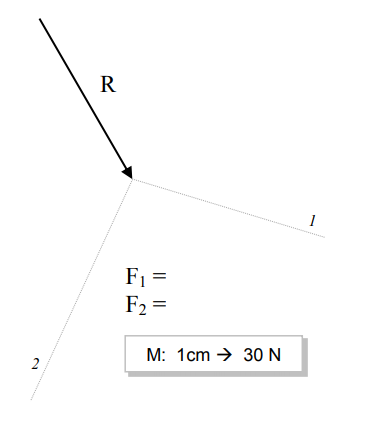 R
1
F₁ =
F₂ =
M: 1cm → 30 N
2